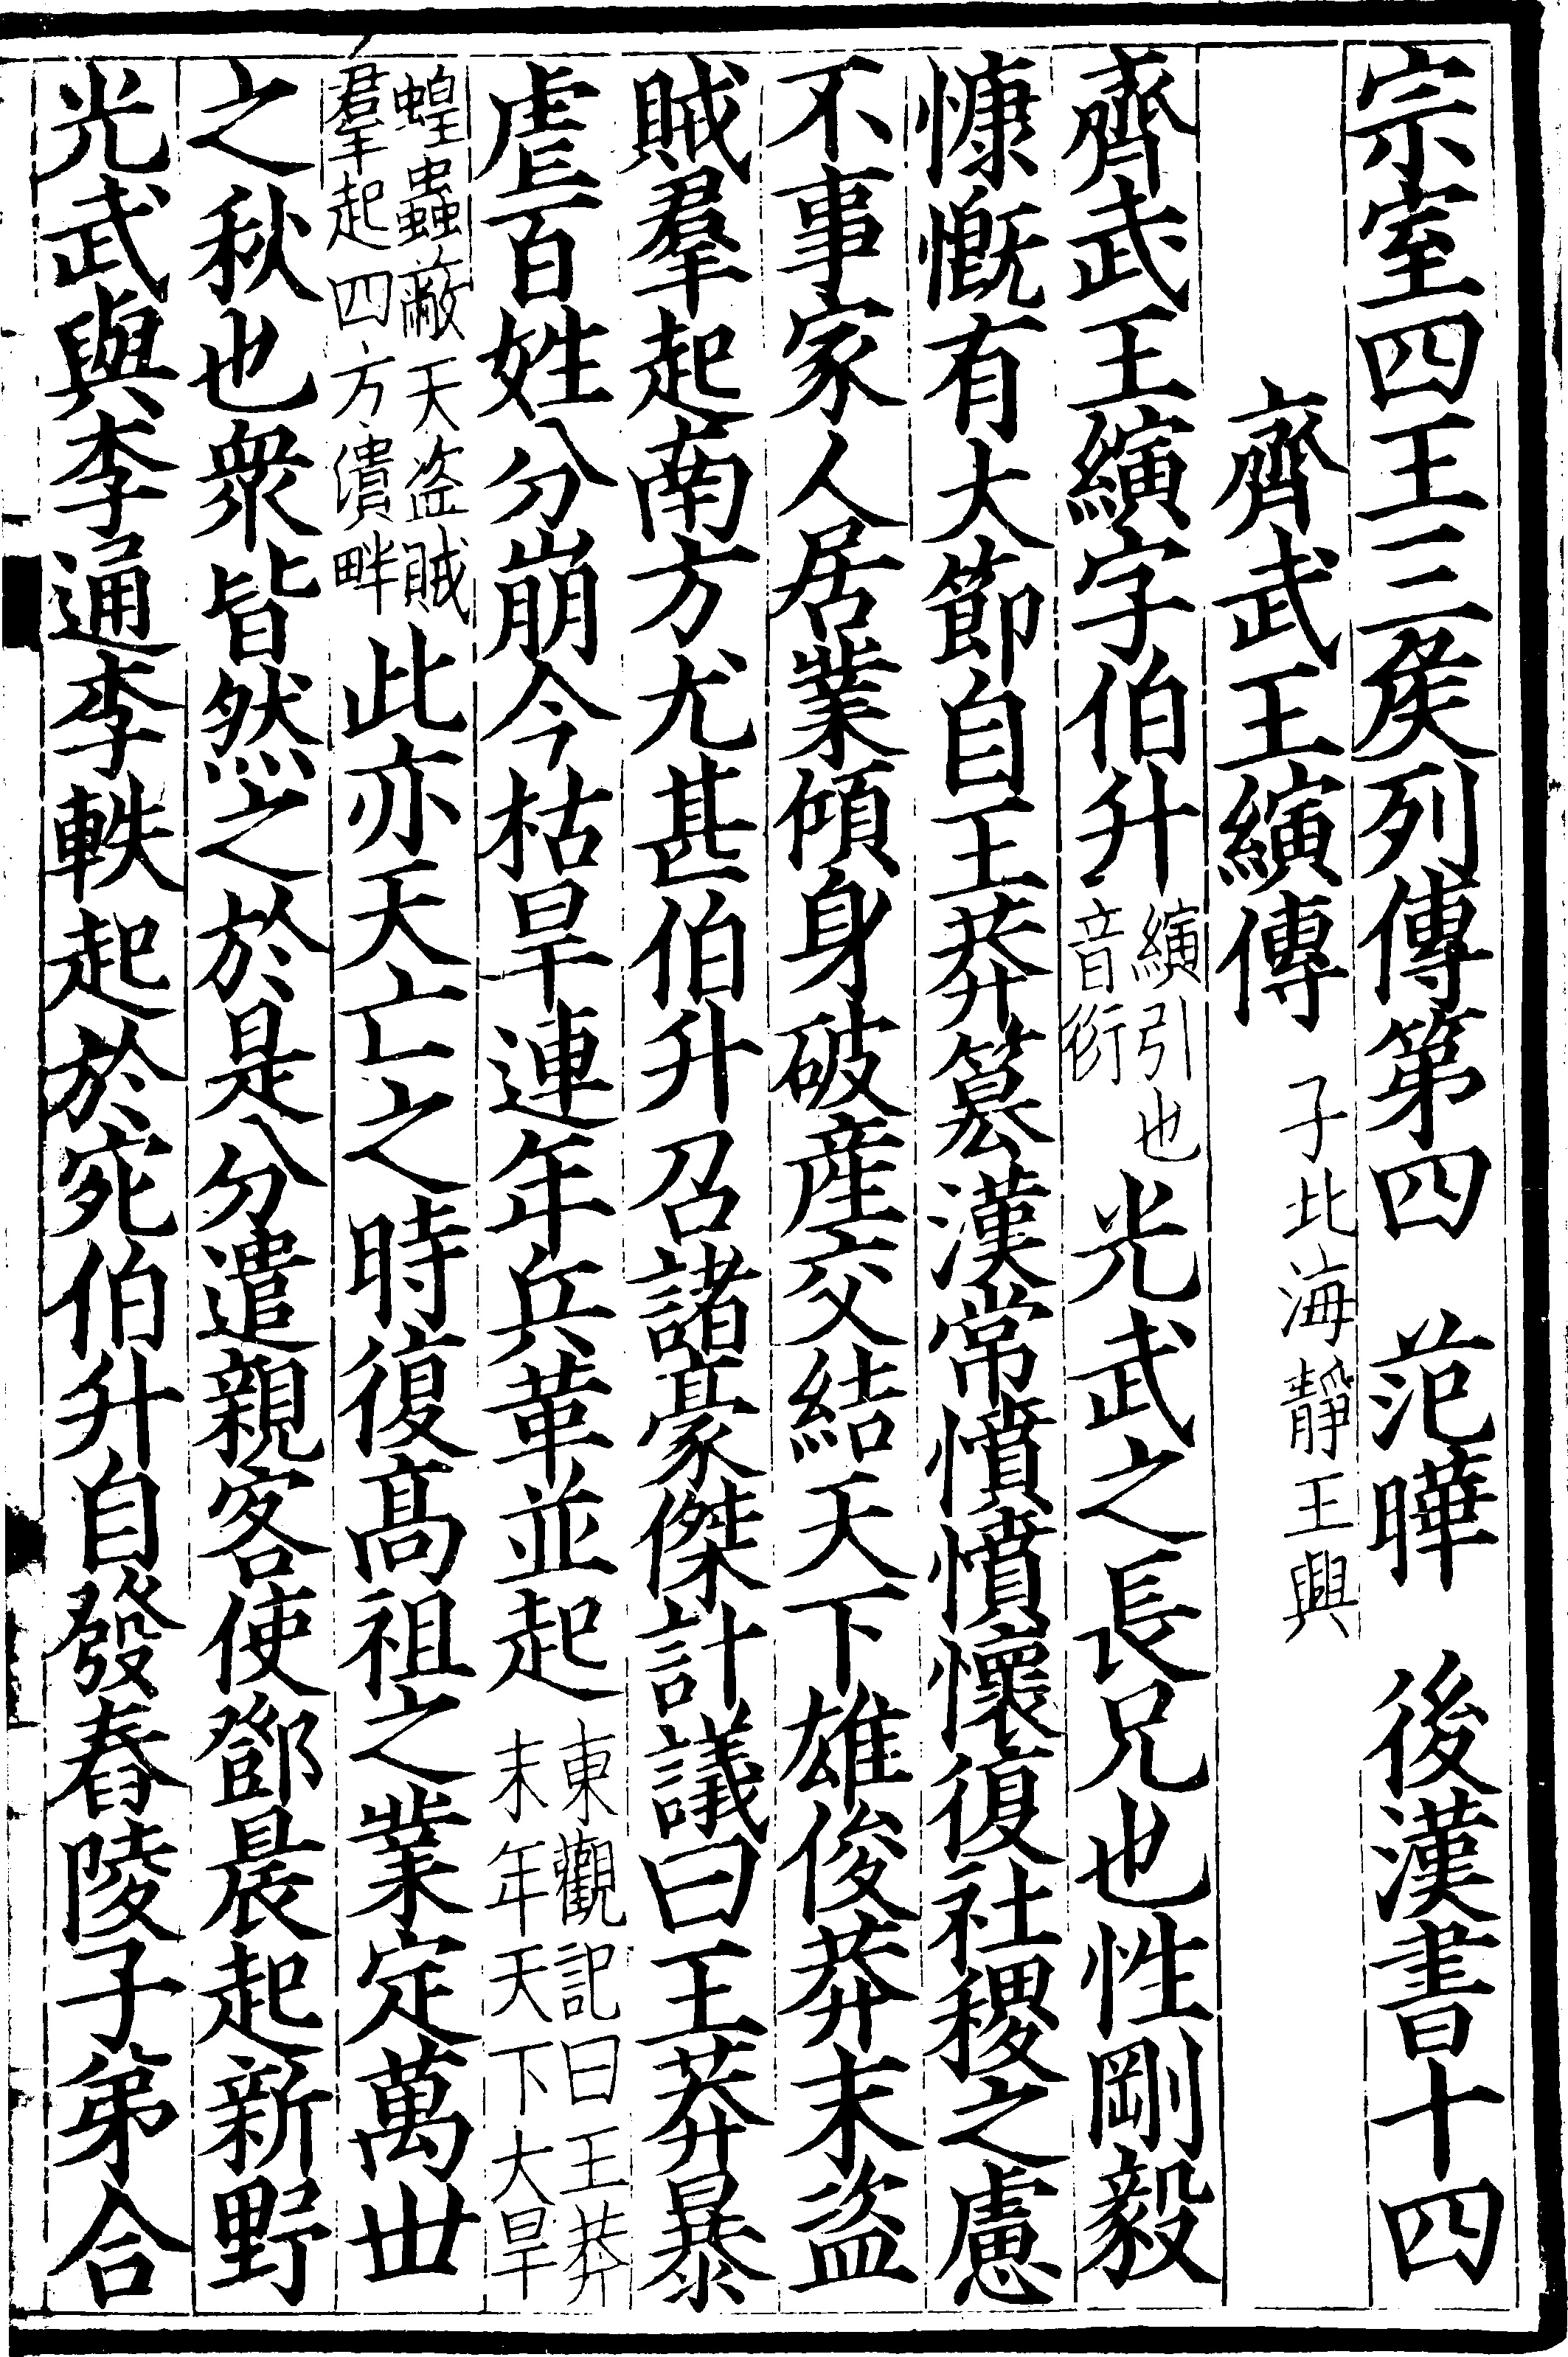 宗室四王三侯列傳第四　范曄　後漢書十四
齊武王縯傳　子北海靜王興
齊武王縯字伯升縯引也音衍光武之長兄也性剛毅
慷慨有大節自王莽簒漢常憤憤懷復社稷之慮
不事家人居業傾身破産交結天下雄俊莽末盜
賊羣起南方尤甚伯升召諸豪傑計議曰王莽暴
虐百姓分崩今枯旱連年兵革並起東觀記曰王莽末年天下大旱
蝗蟲蔽天盜賊羣起四方潰畔此亦天亡之時復高祖之業定萬世
之秋也衆皆然之於是分遣親客使鄧晨起新野
光武與李通李軼起於宛伯升自發舂陵子弟合